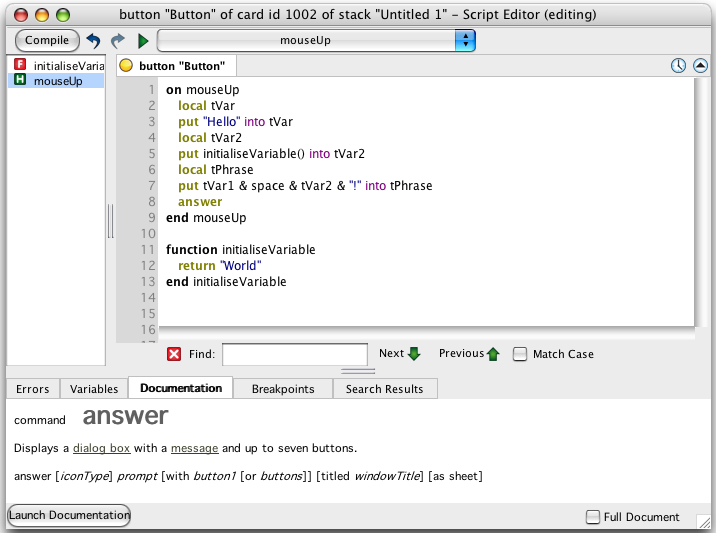 button "Button" of card id 1002 of stack "Untitled 1" – Script Editor (editing)
Compile
mouseUp
F initialiseVaria
H mouseUp
button "Button"
1 on mouseUp
2 local tVar
3 put "Hello" into tVar
4 local tVar2
5 put initialiseVariable() into tVar2
6 local tPhrase
7 put tVar1 & space & tVar2 & "!" into tPhrase
8 answer
9 end mouseUp
10
11 function initialiseVariable
12 return "World"
13 end initialiseVariable
14
15
16
17
Find: Next Previous Match Case
Errors Variables Documentation Breakpoints Search Results
command answer
Displays a dialog box with a message and up to seven buttons.
answer [iconType] prompt [with button1 [or buttons]] [titled windowTitle] [as sheet]
Launch Documentation Full Document